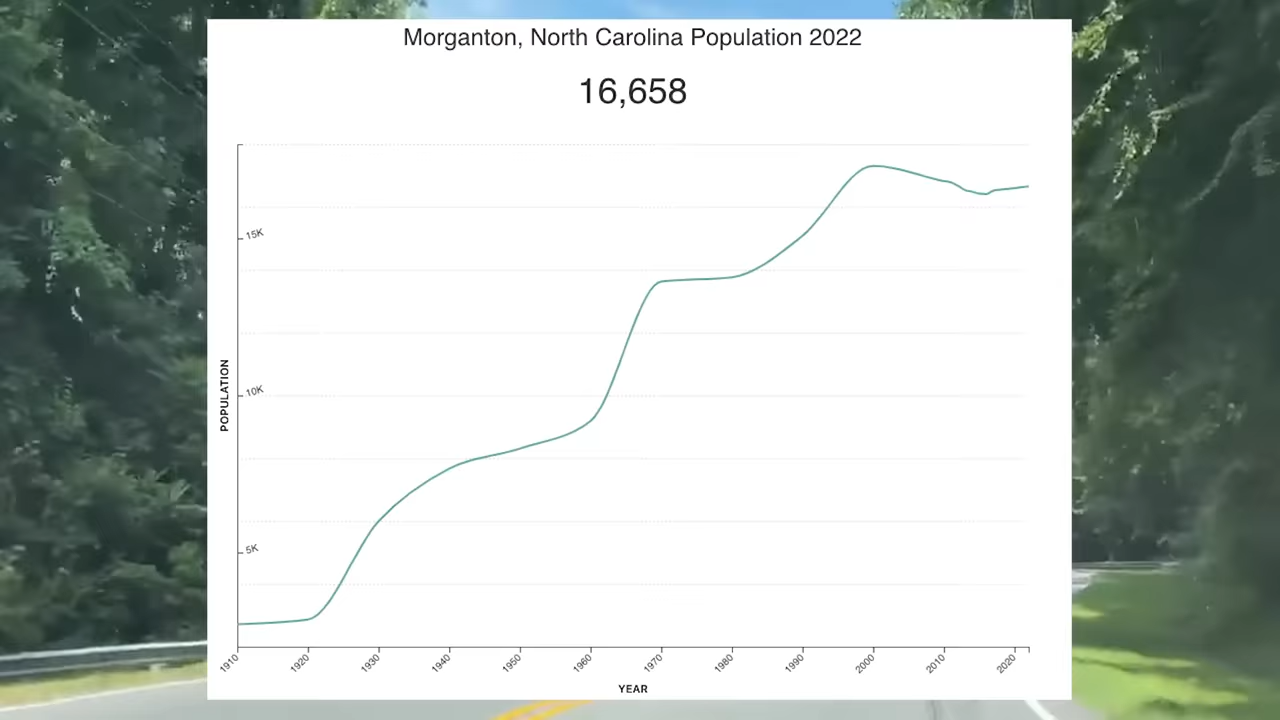 Morganton, North Carolina Population 2022
16,658
15K
10K
5K
POPULATION
1910 1920 1930 1940 1950 1960 1970 1980 1990 2000 2010 2020
YEAR